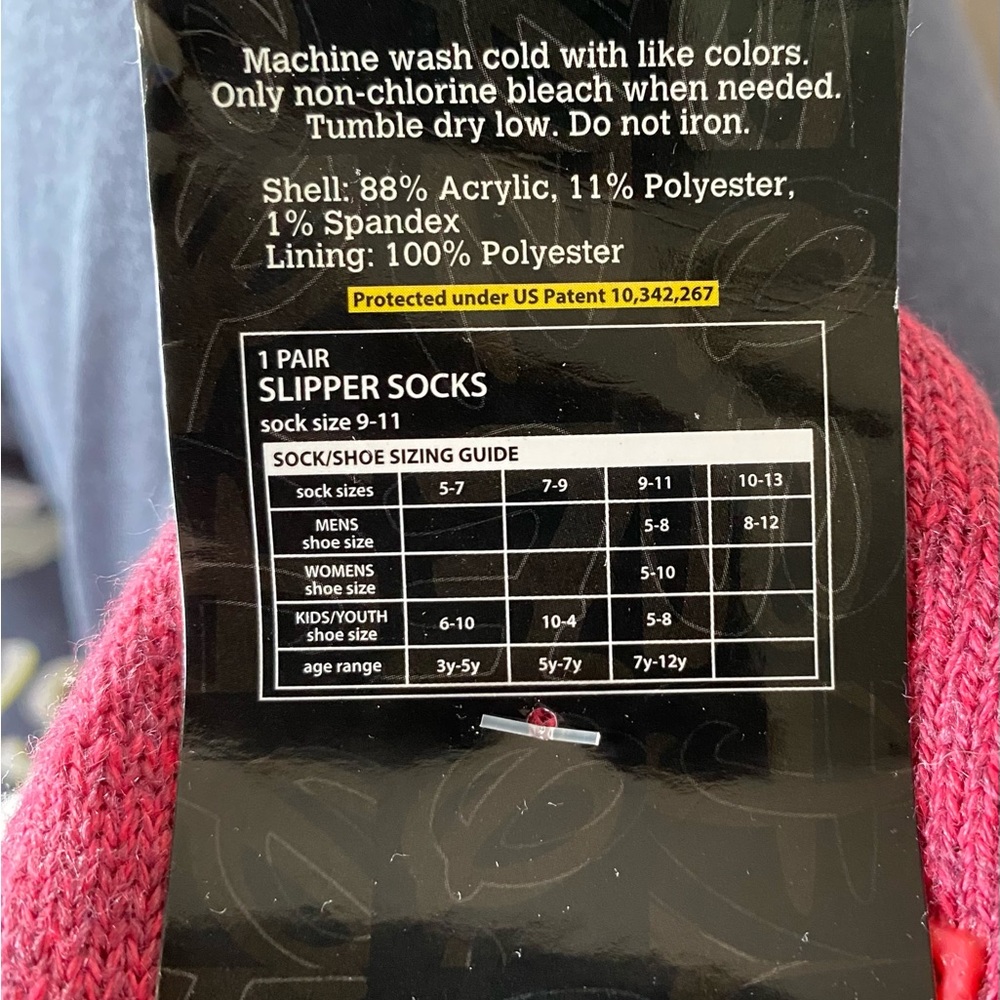 Machine wash cold with like colors.
Only non-chlorine bleach when needed.
Tumble dry low. Do not iron.
Shell: 88% Acrylic, 11% Polyester,
1% Spandex
Lining: 100% Polyester
Protected under US Patent 10,342,267
1 PAIR
SLIPPER SOCKS
sock size 9-11
SOCK/SHOE SIZING GUIDE
sock sizes 5-7 7-9 9-11 10-13
MENS
shoe size 5-8 8-12
WOMENS
shoe size 5-10
KIDS/YOUTH
shoe size 6-10 10-4 5-8
age range 3y-5y 5y-7y 7y-12y